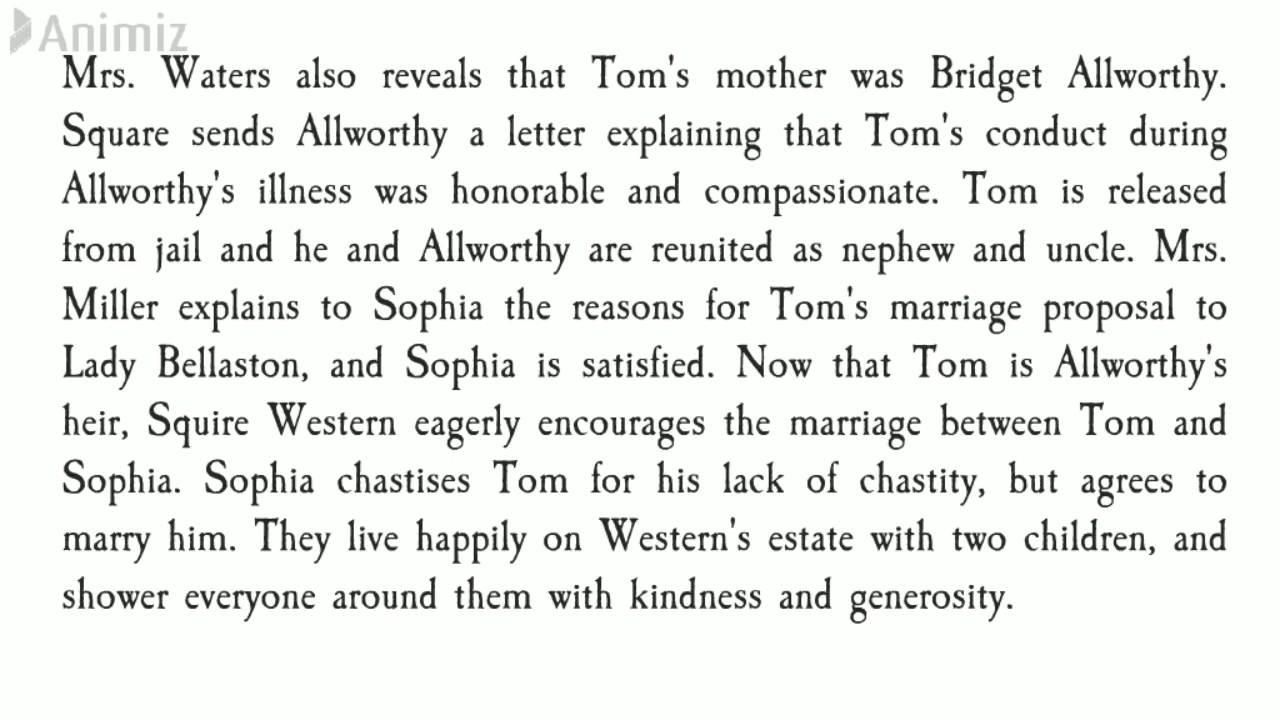 Animiz
Mrs. Waters also reveals that Tom's mother was Bridget Allworthy.
Square sends Allworthy a letter explaining that Tom's conduct during
Allworthy's illness was honorable and compassionate. Tom is released
from jail and he and Allworthy are reunited as nephew and uncle. Mrs.
Miller explains to Sophia the reasons for Tom's marriage proposal to
Lady Bellaston, and Sophia is satisfied. Now that Tom is Allworthy's
heir, Squire Western eagerly encourages the marriage between Tom and
Sophia. Sophia chastises Tom for his lack of chastity, but agrees to
marry him. They live happily on Western's estate with two children, and
shower everyone around them with kindness and generosity.